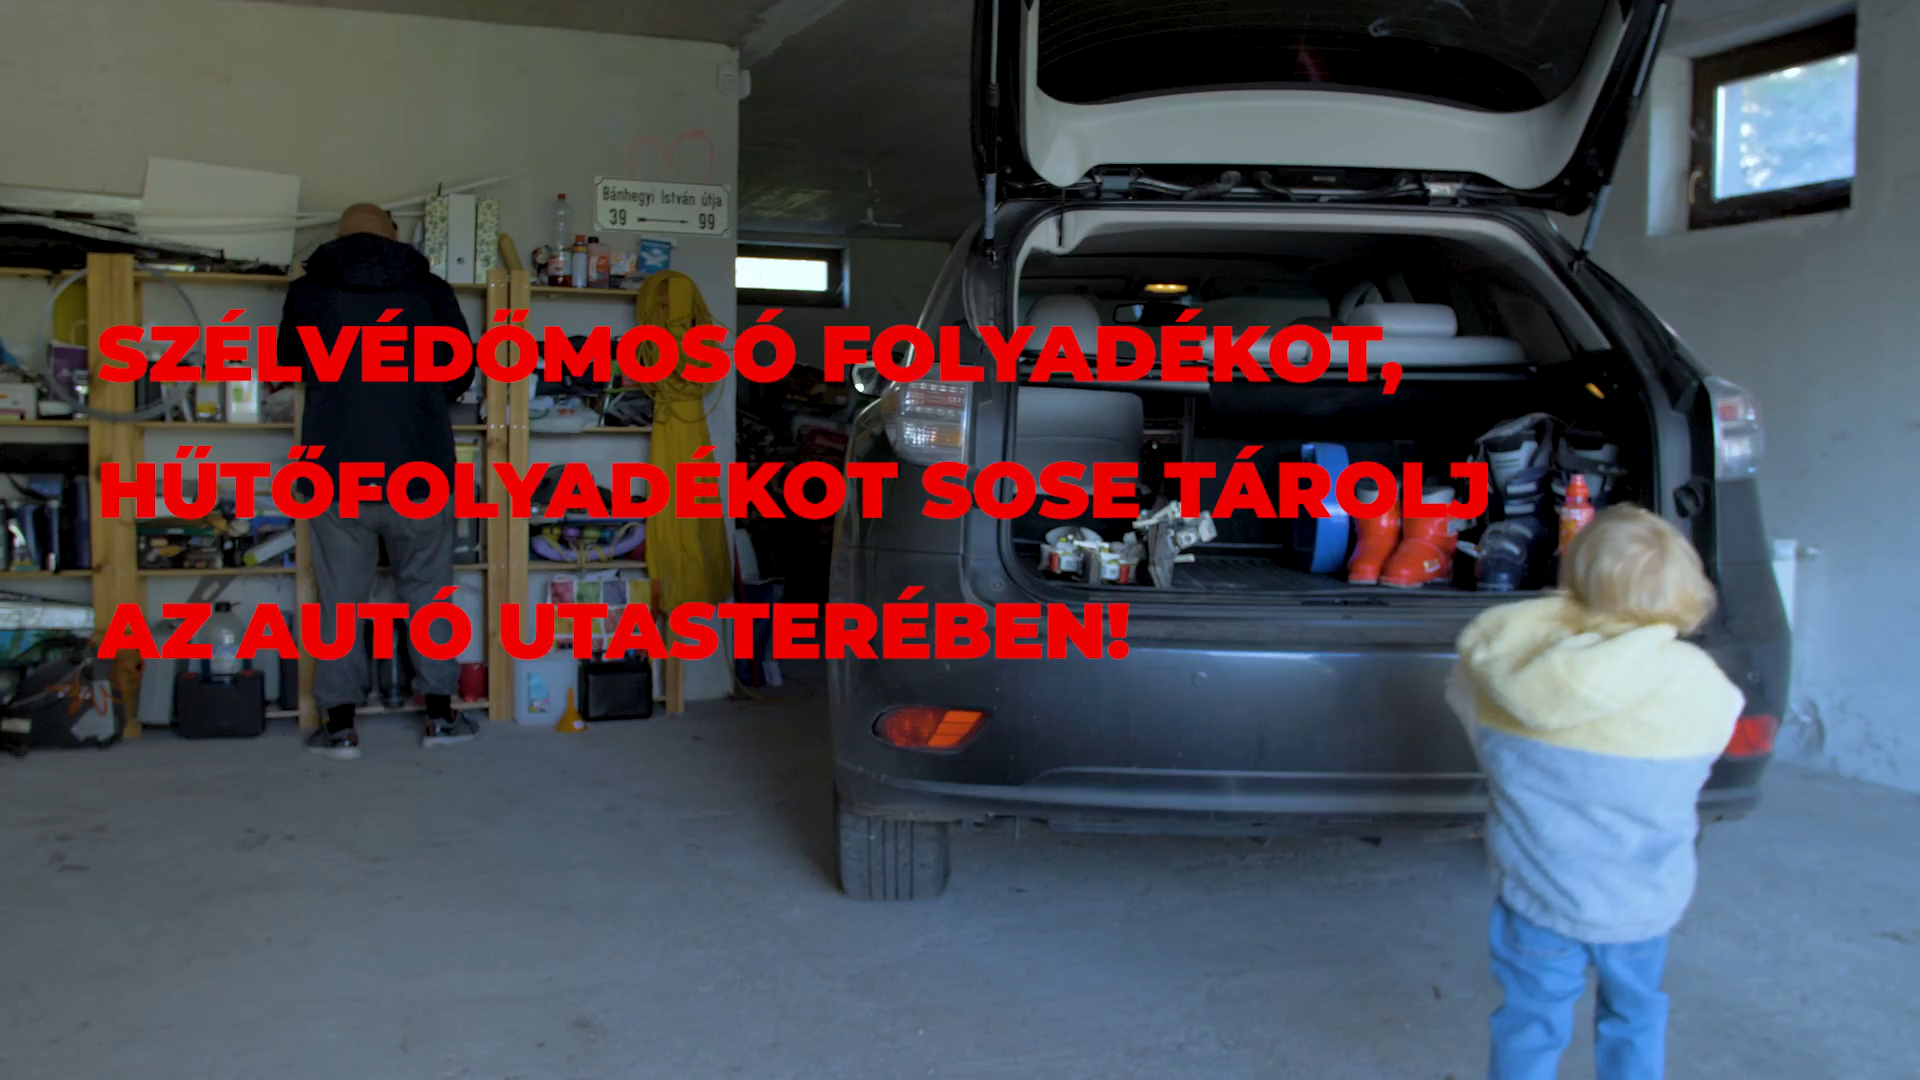 Bánhegyi István útja
39 99
SZÉLVÉDŐMOSÓ FOLYADÉKOT,
HŰTŐFOLYADÉKOT SOSE TÁROLJ
AZ AUTÓ UTASTERÉBEN!